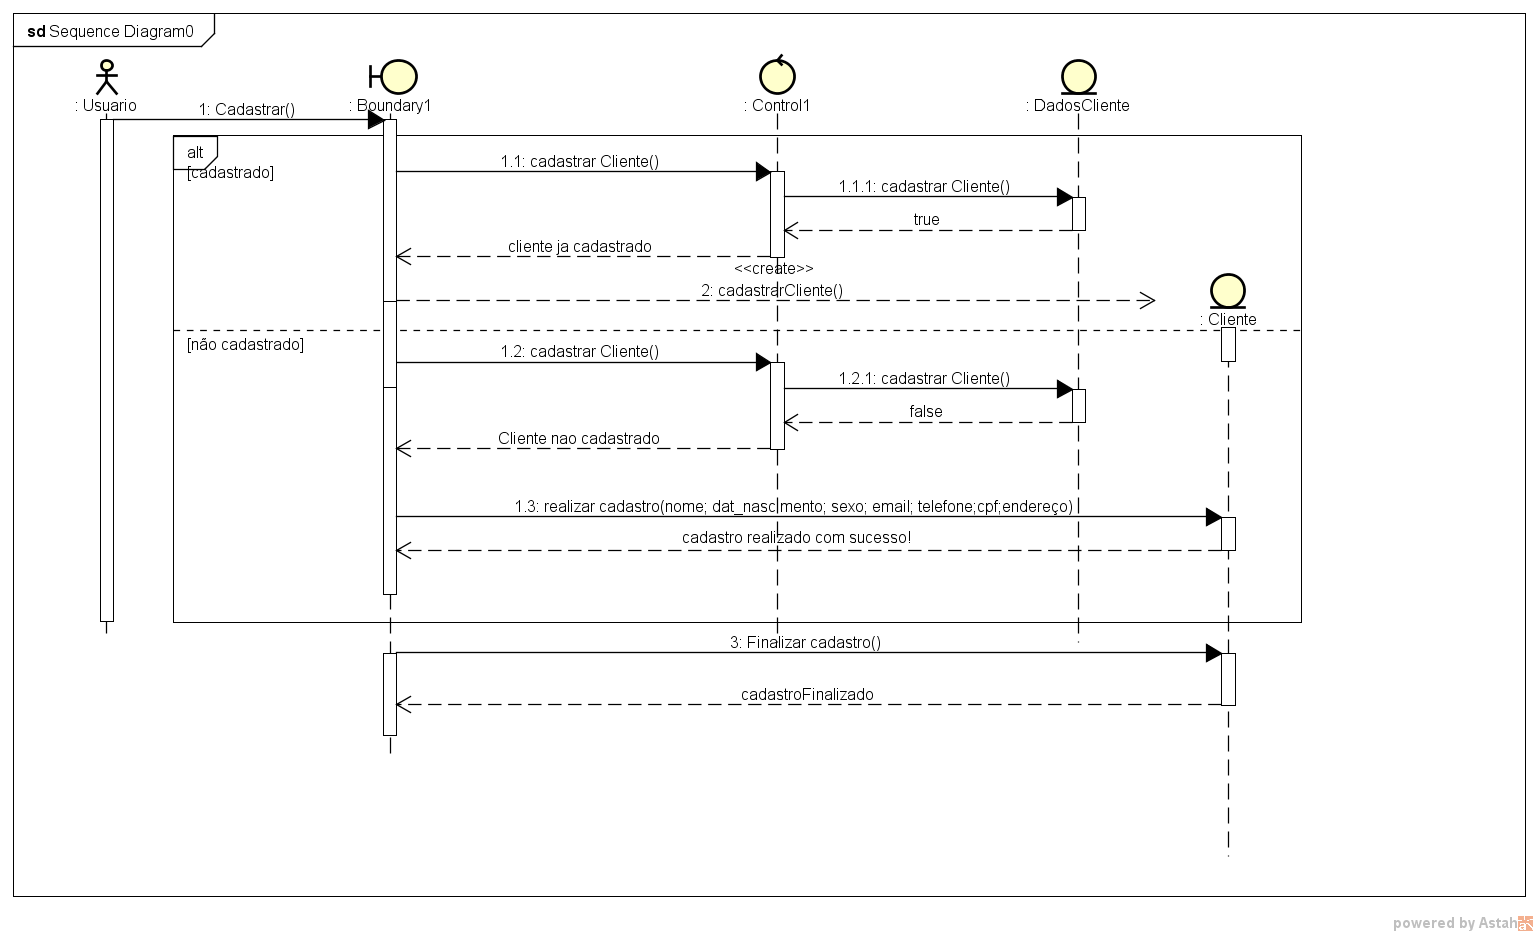 sd Sequence Diagram0
: Usuario
: Boundary1
: Control1
: DadosCliente
1: Cadastrar()
alt
[cadastrado]
1.1: cadastrar Cliente()
1.1.1: cadastrar Cliente()
true
cliente ja cadastrado
<<create>>
2: cadastrarCliente()
: Cliente
[não cadastrado]
1.2: cadastrar Cliente()
1.2.1: cadastrar Cliente()
false
Cliente nao cadastrado
1.3: realizar cadastro(nome; dat_nascimento; sexo; email; telefone;cpf;endereço)
cadastro realizado com sucesso!
3: Finalizar cadastro()
cadastroFinalizado
powered by Astah